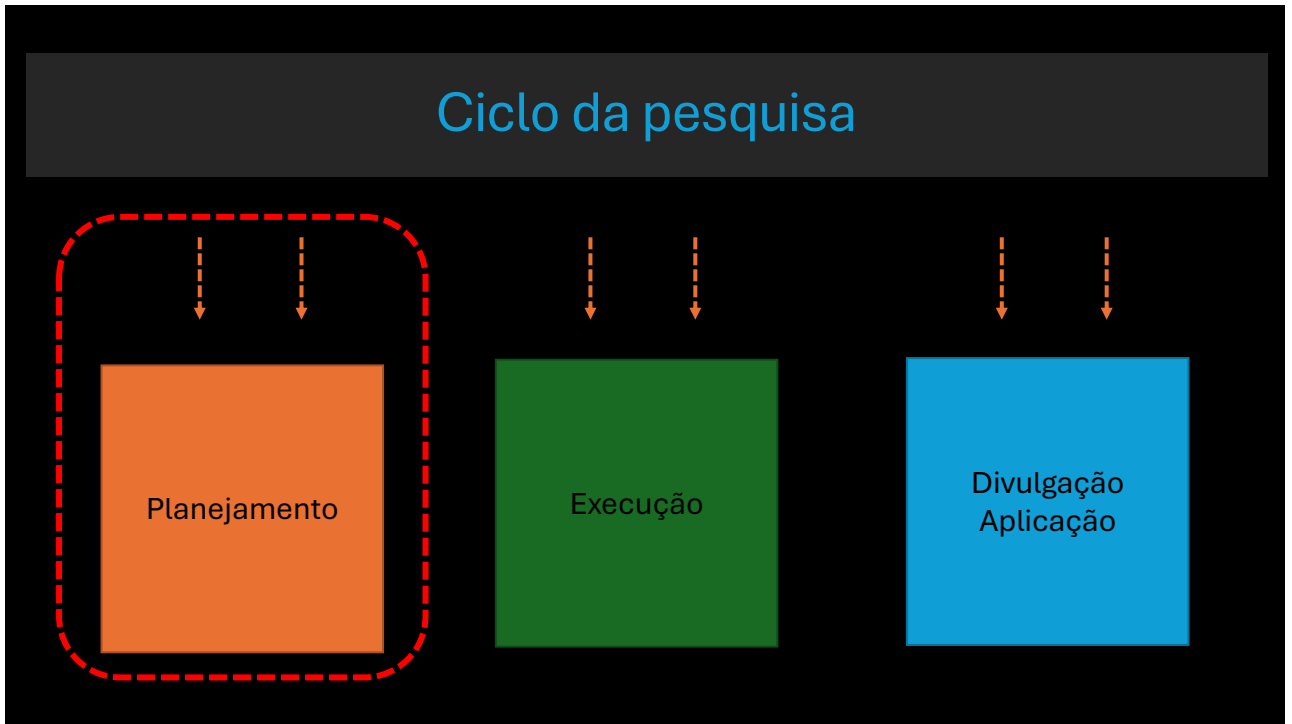 Ciclo da pesquisa
Planejamento
Execução
Divulgação
Aplicação